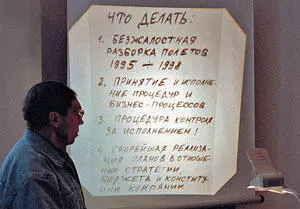 ЧТО ДЕЛАТЬ:
1. БЕЗЖАЛОСТНАЯ
РАЗБОРКА ПОЛЕТОВ
1995 — 1998
2. ПРИНЯТИЕ И ИСПОЛНЕ-
НИЕ ПРОЦЕДУР И
БИЗНЕС-ПРОЦЕССОВ
3. ПРОЦЕДУРА КОНТРОЛЯ
ЗА ИСПОЛНЕНИЕМ!
4. СКОРЕЙШАЯ РЕАЛИЗА-
ЦИЯ ПЛАНОВ В ОТНОШЕ-
НИИ СТРАТЕГИИ,
БЮДЖЕТА И КОНСТИТУ-
ЦИИ КОМПАНИИ